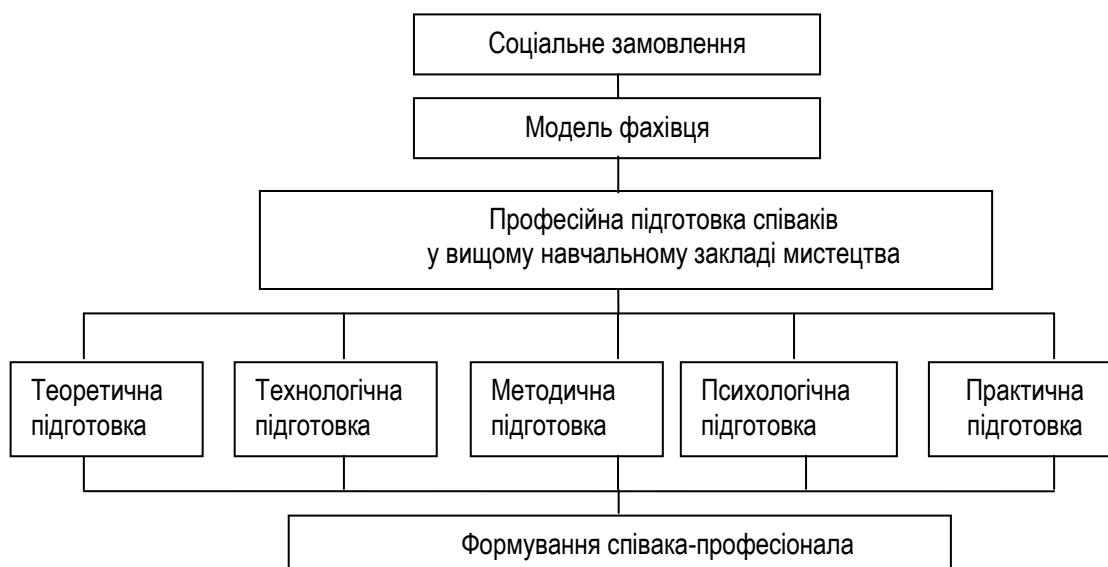 Соціальне замовлення
Модель фахівця
Професійна підготовка співаків
у вищому навчальному закладі мистецтва
Теоретична
підготовка
Технологічна
підготовка
Методична
підготовка
Психологічна
підготовка
Практична
підготовка
Формування співака-професіонала